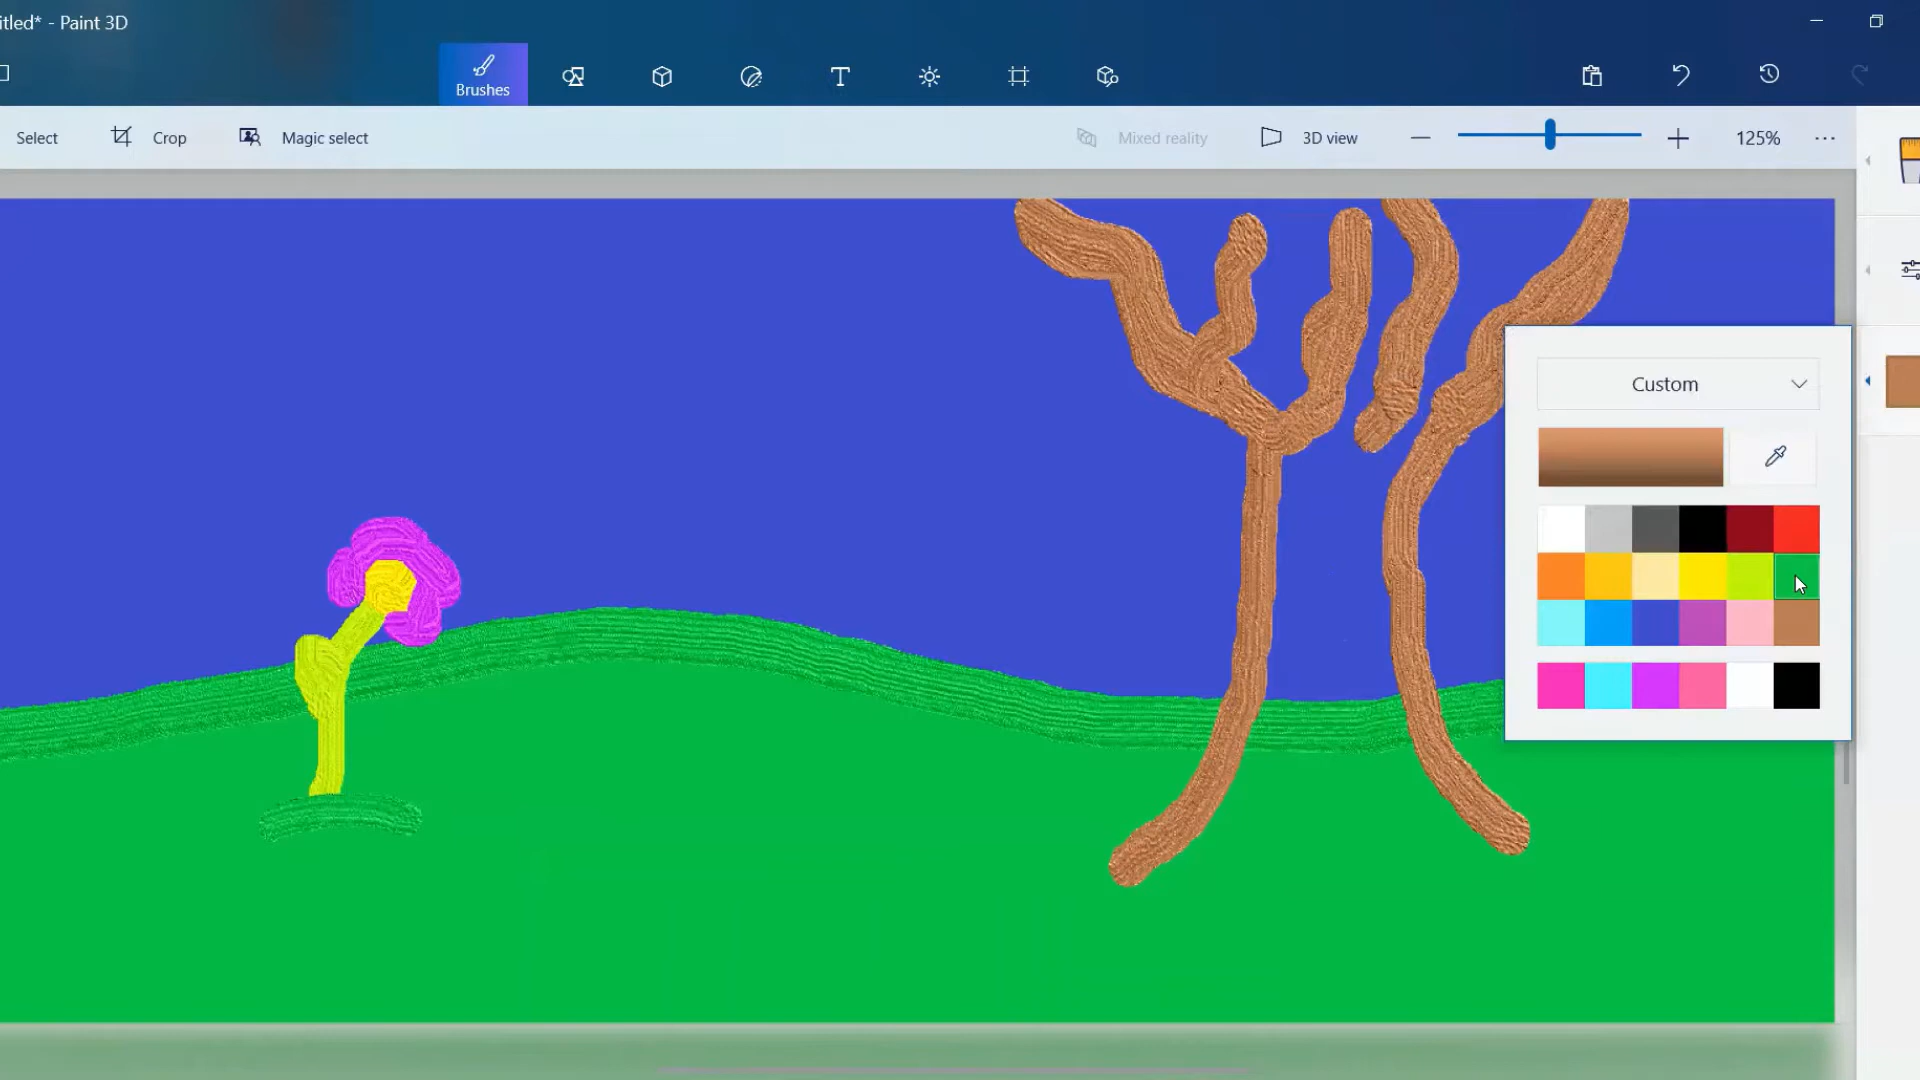 itled* - Paint 3D
Brushes
Select Crop Magic select Mixed reality 3D view 125%
Custom